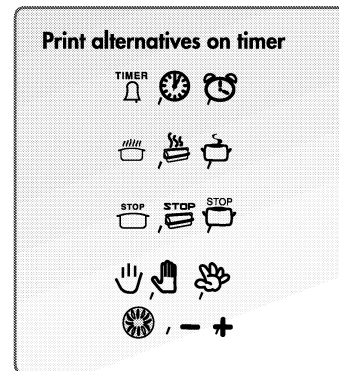 Print alternatives on timer
TIMER
STOP STOP STOP
, - +